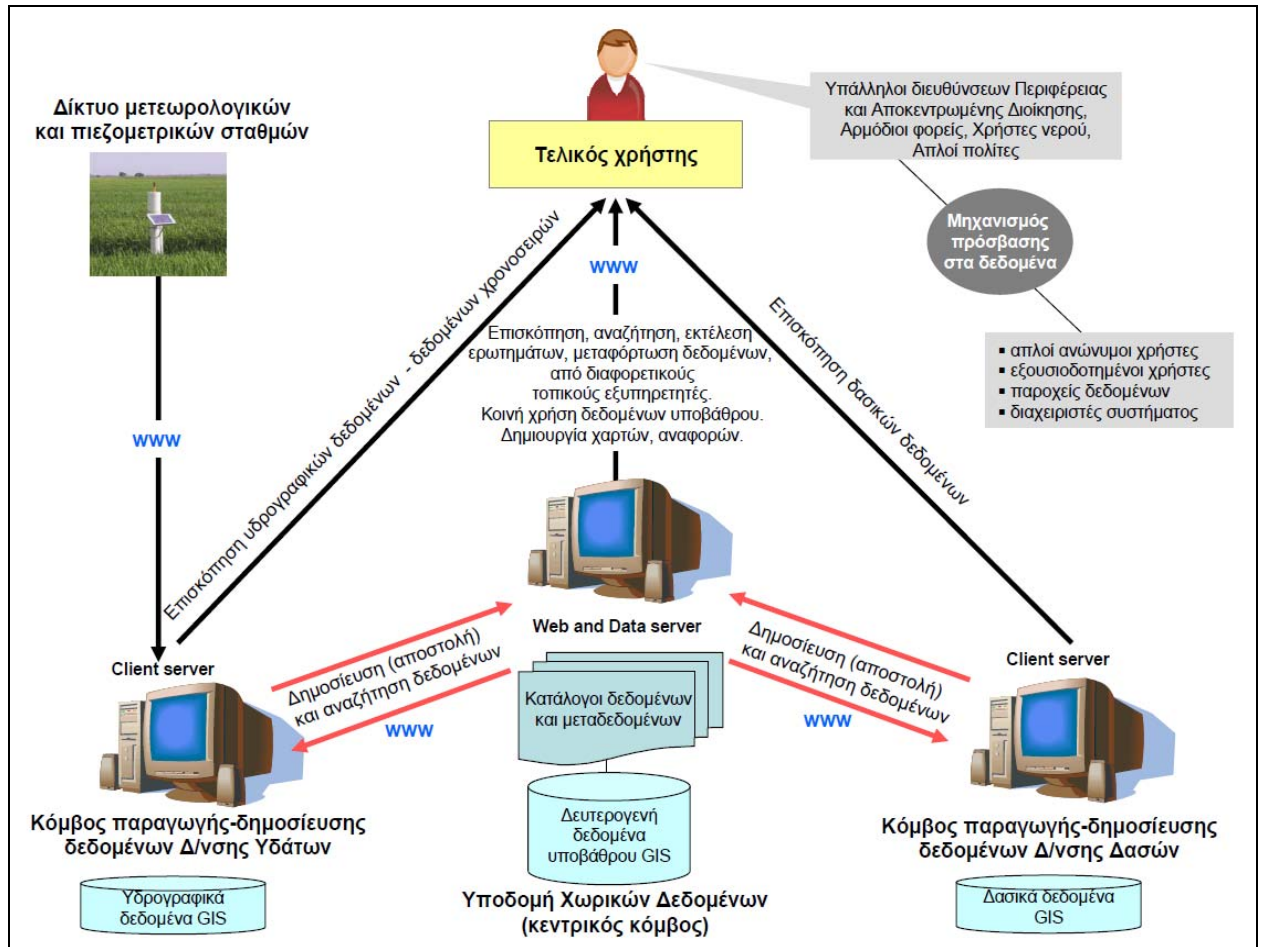 Δίκτυο μετεωρολογικών
και πιεζομετρικών σταθμών
Τελικός χρήστης
Υπάλληλοι διευθύνσεων Περιφέρειας
και Αποκεντρωμένης Διοίκησης,
Αρμόδιοι φορείς, Χρήστες νερού,
Απλοί πολίτες
Μηχανισμός
πρόσβασης
στα δεδομένα
▪ απλοί ανώνυμοι χρήστες
▪ εξουσιοδοτημένοι χρήστες
▪ παροχείς δεδομένων
▪ διαχειριστές συστήματος
www
www
Επισκόπηση υδρογραφικών δεδομένων - δεδομένων χρονοσειρών
Επισκόπηση, αναζήτηση, εκτέλεση
ερωτημάτων, μεταφόρτωση δεδομένων,
από διαφορετικούς
τοπικούς εξυπηρετητές.
Κοινή χρήση δεδομένων υποβάθρου.
Δημιουργία χαρτών, αναφορών.
Επισκόπηση δασικών δεδομένων
Client server
Δημοσίευση (αποστολή)
και αναζήτηση δεδομένων
www
Web and Data server
Δημοσίευση (αποστολή)
και αναζήτηση δεδομένων
www
Client server
Κατάλογοι δεδομένων
και μεταδεδομένων
Κόμβος παραγωγής-δημοσίευσης
δεδομένων Δ/νσης Υδάτων
Υδρογραφικά
δεδομένα GIS
Δευτερογενή
δεδομένα
υποβάθρου GIS
Υποδομή Χωρικών Δεδομένων
(κεντρικός κόμβος)
Κόμβος παραγωγής-δημοσίευσης
δεδομένων Δ/νσης Δασών
Δασικά δεδομένα
GIS